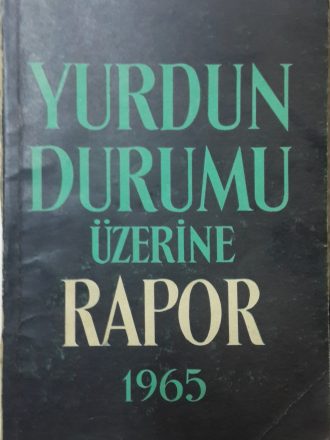 YURDUN
DURUMU
ÜZERİNE
RAPOR
1965